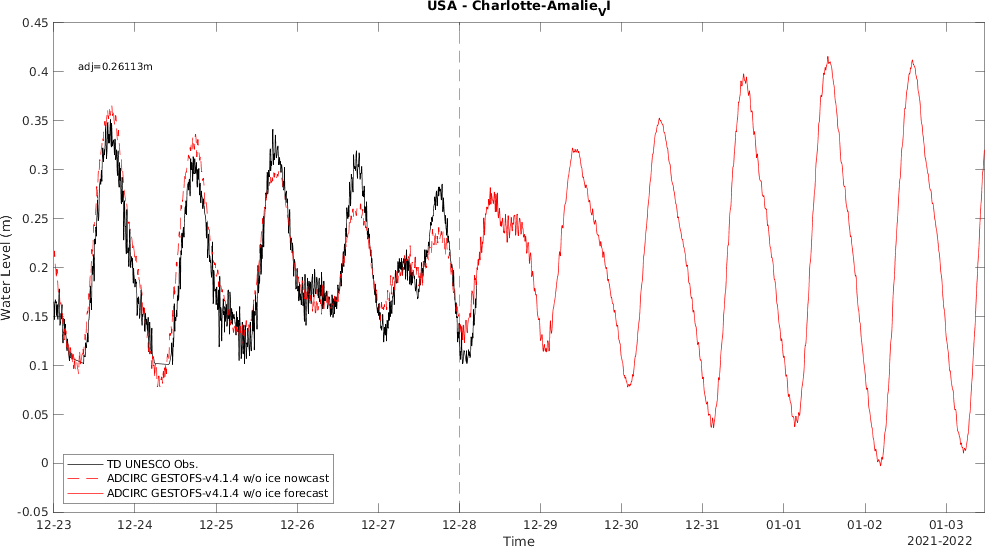 USA - Charlotte-Amalie_VI
adj=0.26113m
0.45
0.4
0.35
0.3
0.25
0.2
0.15
0.1
0.05
0
-0.05
Water Level (m)
TD UNESCO Obs.
ADCIRC GESTOFS-v4.1.4 w/o ice nowcast
ADCIRC GESTOFS-v4.1.4 w/o ice forecast
12-23 12-24 12-25 12-26 12-27 12-28 12-29 12-30 12-31 01-01 01-02 01-03
Time
2021-2022